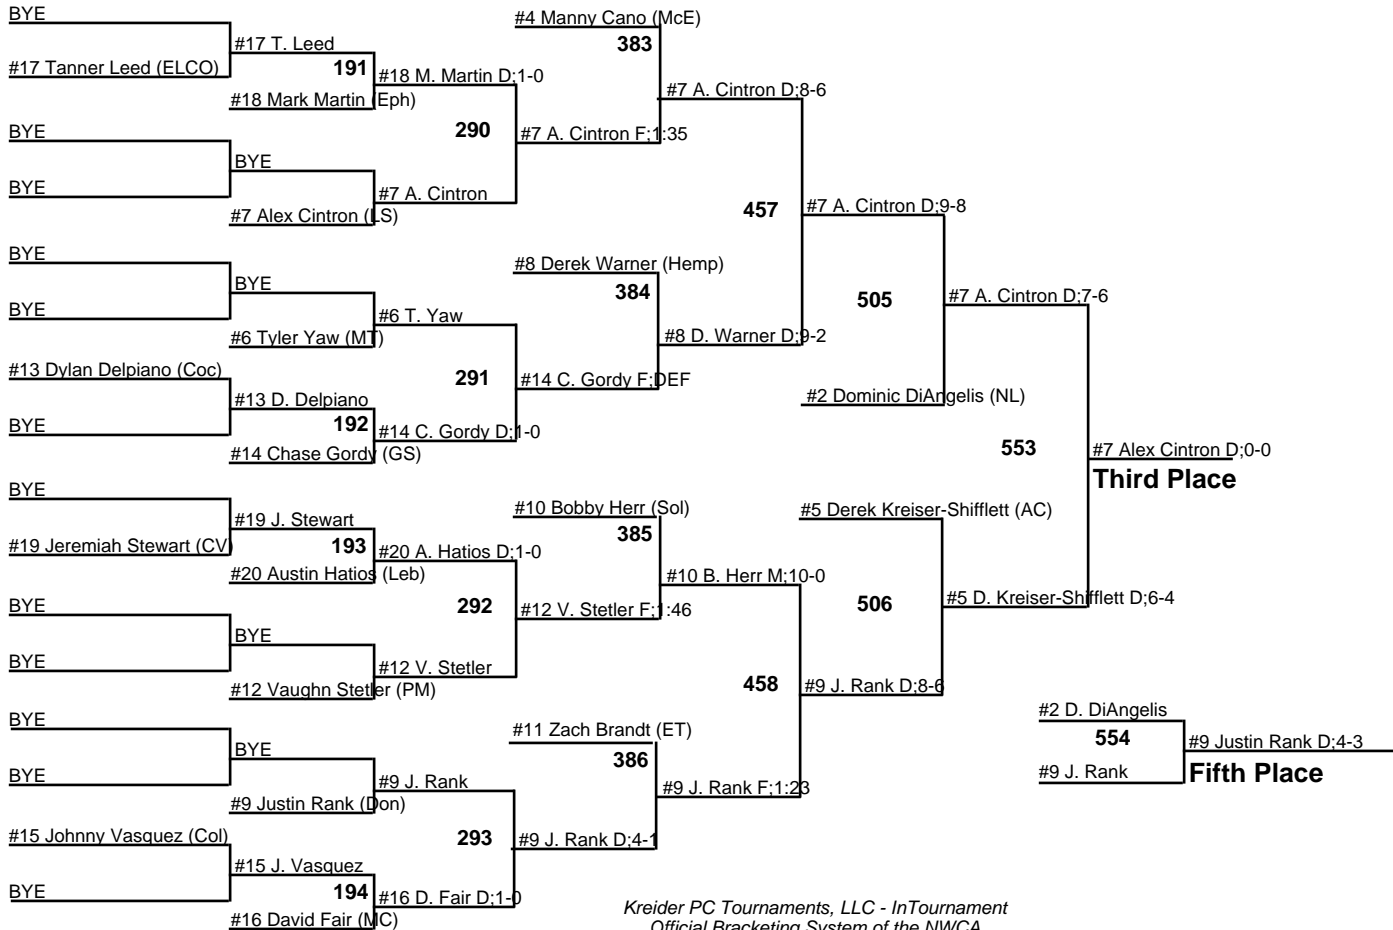 BYE
#17 Tanner Leed (ELCO)
BYE
BYE
BYE
BYE
#13 Dylan Delpiano (Coc)
BYE
BYE
#19 Jeremiah Stewart (CV)
BYE
BYE
BYE
BYE
#15 Johnny Vasquez (Col)
BYE
#17 T. Leed
191
#18 Mark Martin (Eph)
BYE
#7 Alex Cintron (LS)
BYE
#6 Tyler Yaw (MT)
#13 D. Delpiano
192
#14 Chase Gordy (GS)
#19 J. Stewart
193
#20 Austin Hatios (Leb)
BYE
#12 Vaughn Stetler (PM)
BYE
#9 Justin Rank (Don)
#15 J. Vasquez
194
#16 David Fair (MC)
#18 M. Martin D;1-0
290
#7 A. Cintron
#6 T. Yaw
291
#14 C. Gordy D;1-0
#20 A. Hatios D;1-0
292
#12 V. Stetler
#9 J. Rank
293
#16 D. Fair D;1-0
#4 Manny Cano (McE)
383
#7 A. Cintron F;1:35
#8 Derek Warner (Hemp)
384
#14 C. Gordy F;DEF
#10 Bobby Herr (Sol)
385
#12 V. Stetler F;1:46
#11 Zach Brandt (ET)
386
#9 J. Rank D;4-1
#7 A. Cintron D;8-6
457
#8 D. Warner D;9-2
#10 B. Herr M;10-0
458
#9 J. Rank F;1:23
#7 A. Cintron D;9-8
505
#2 Dominic DiAngelis (NL)
#5 Derek Kreiser-Shifflett (AC)
506
#9 J. Rank D;8-6
#7 A. Cintron D;7-6
553
#5 D. Kreiser-Shifflett D;6-4
#7 Alex Cintron D;0-0
Third Place
#2 D. DiAngelis
554
#9 J. Rank
#9 Justin Rank D;4-3
Fifth Place
Kreider PC Tournaments, LLC - InTournament
Official Bracketing System of the NWCA